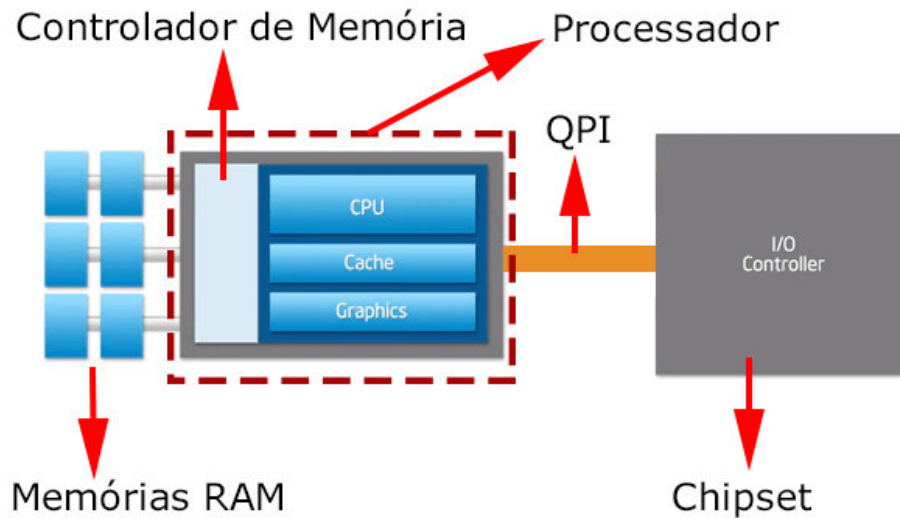 Controlador de Memória
Processador
QPI
CPU
Cache
Graphics
I/O
Controller
Memórias RAM
Chipset